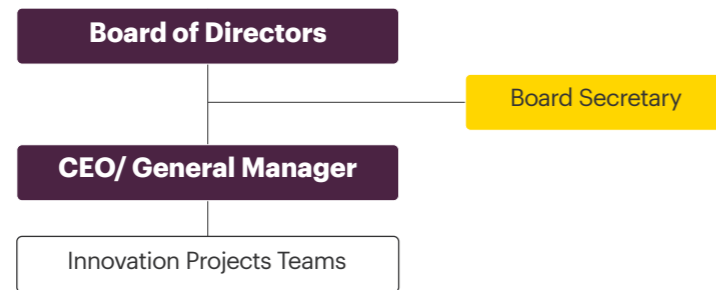 Board of Directors
Board Secretary
CEO/ General Manager
Innovation Projects Teams